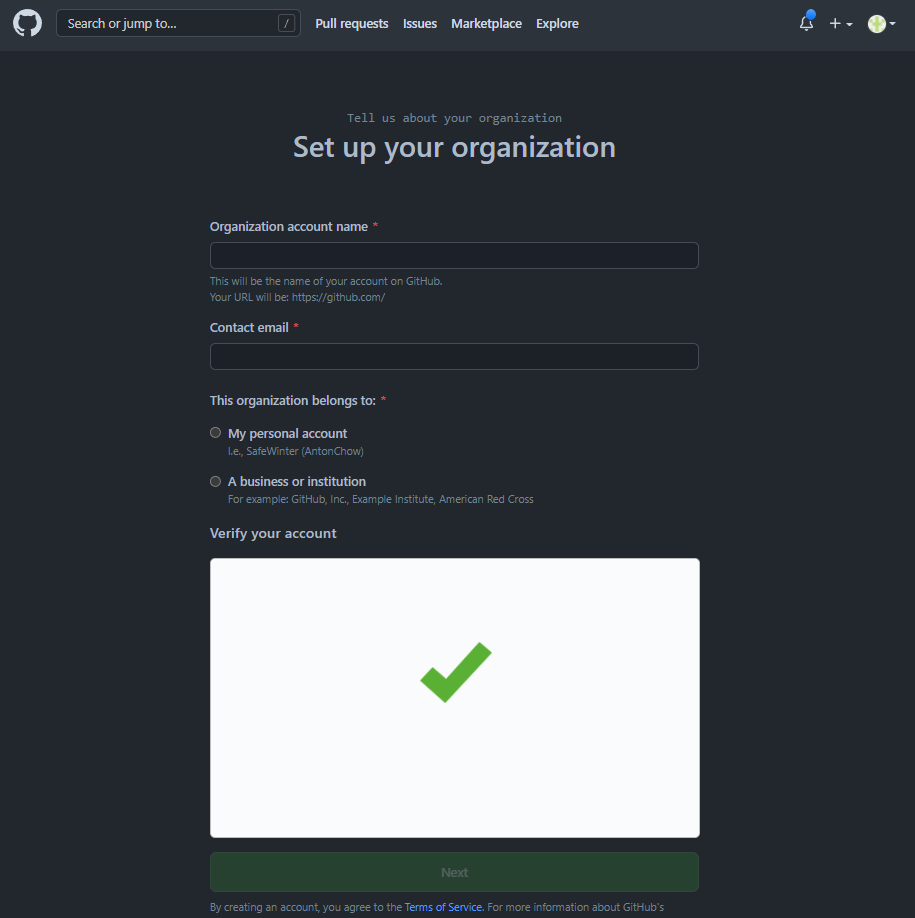 Search or jump to... /
Pull requests Issues Marketplace Explore
Tell us about your organization
Set up your organization
Organization account name *
This will be the name of your account on GitHub.
Your URL will be: https://github.com/
Contact email *
This organization belongs to: *
My personal account
I.e., SafeWinter (AntonChow)
A business or institution
For example: GitHub, Inc., Example Institute, American Red Cross
Verify your account
Next
By creating an account, you agree to the Terms of Service. For more information about GitHub's